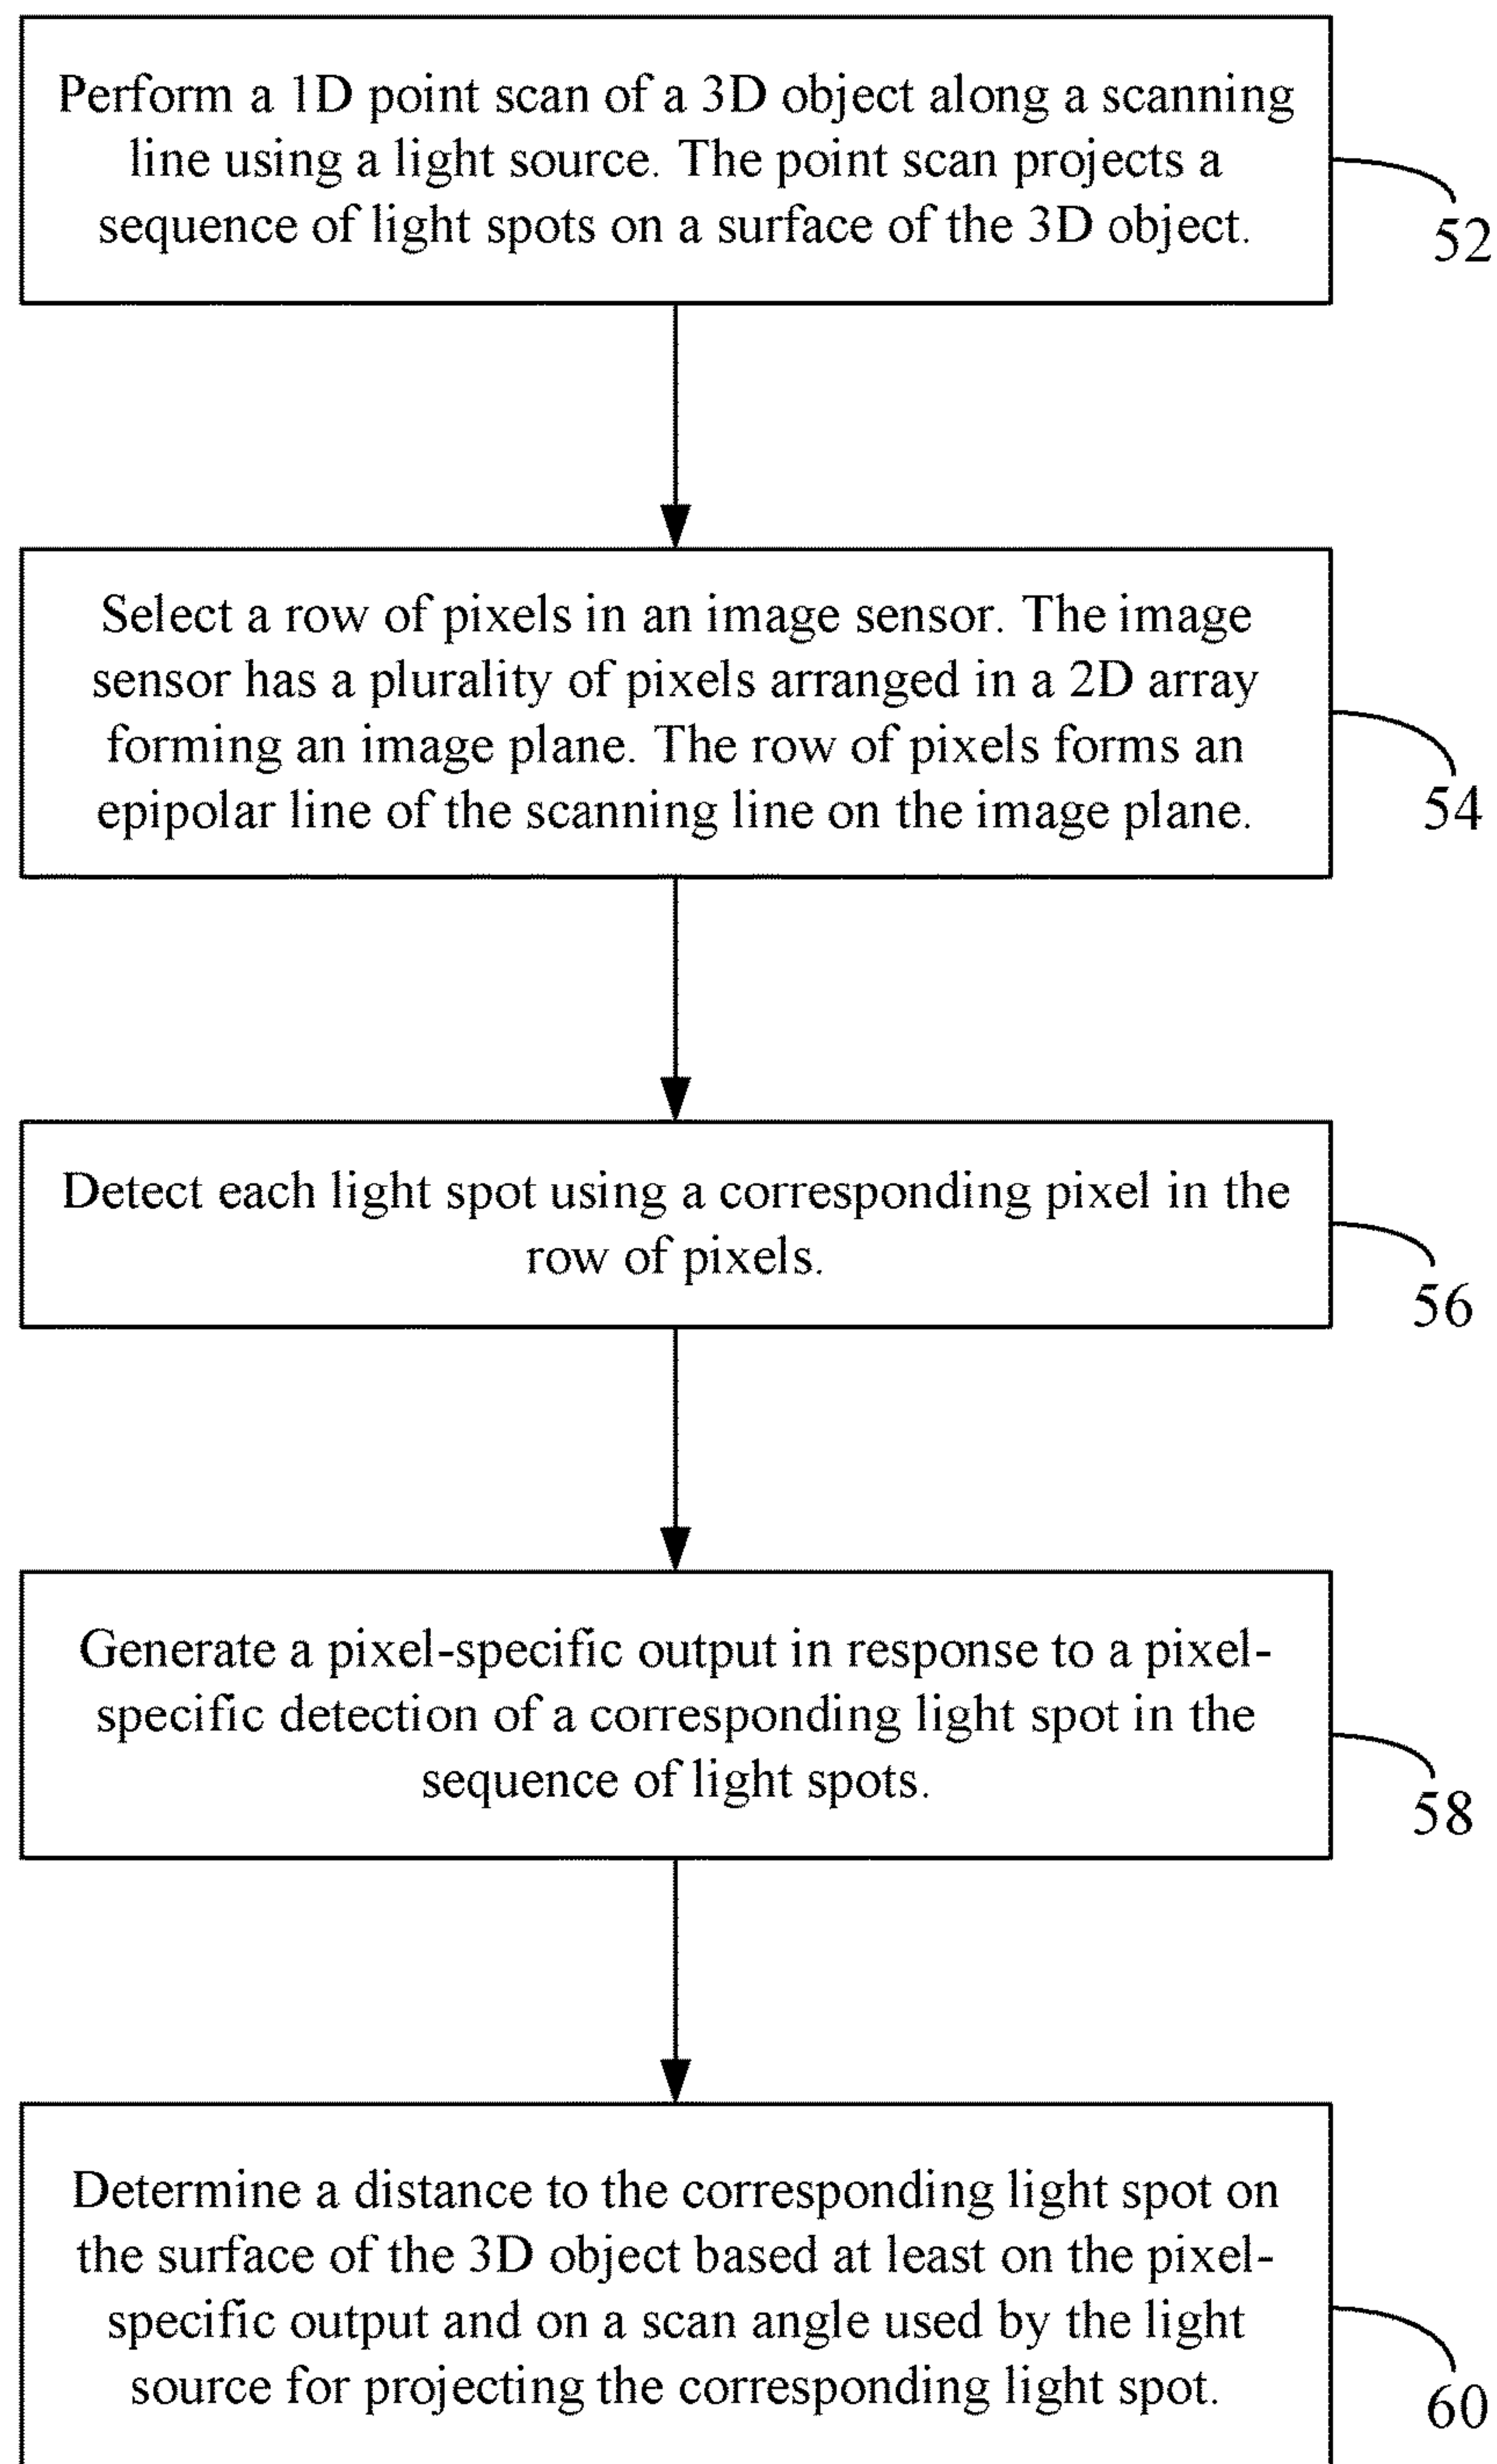 Perform a 1D point scan of a 3D object along a scanning
line using a light source. The point scan projects a
sequence of light spots on a surface of the 3D object.
52
Select a row of pixels in an image sensor. The image
sensor has a plurality of pixels arranged in a 2D array
forming an image plane. The row of pixels forms an
epipolar line of the scanning line on the image plane.
54
Detect each light spot using a corresponding pixel in the
row of pixels.
56
Generate a pixel-specific output in response to a pixel-
specific detection of a corresponding light spot in the
sequence of light spots.
58
Determine a distance to the corresponding light spot on
the surface of the 3D object based at least on the pixel-
specific output and on a scan angle used by the light
source for projecting the corresponding light spot.
60